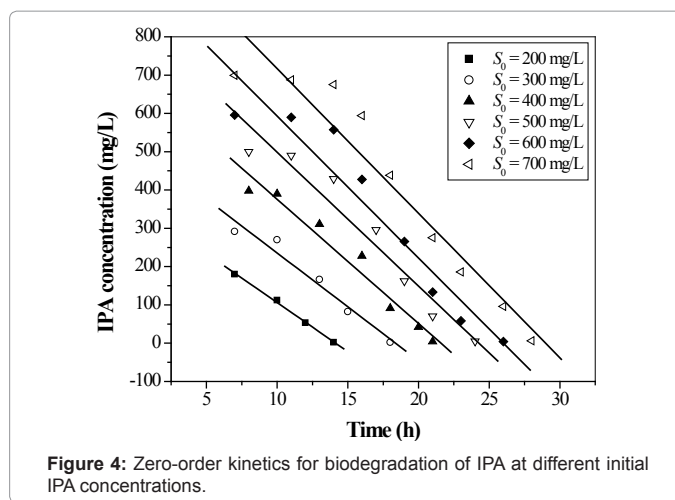 IPA concentration (mg/L)
800
700
600
500
400
300
200
100
0
-100
S₀ = 200 mg/L
S₀ = 300 mg/L
S₀ = 400 mg/L
S₀ = 500 mg/L
S₀ = 600 mg/L
S₀ = 700 mg/L
5 10 15 20 25 30
Time (h)
Figure 4: Zero-order kinetics for biodegradation of IPA at different initial
IPA concentrations.